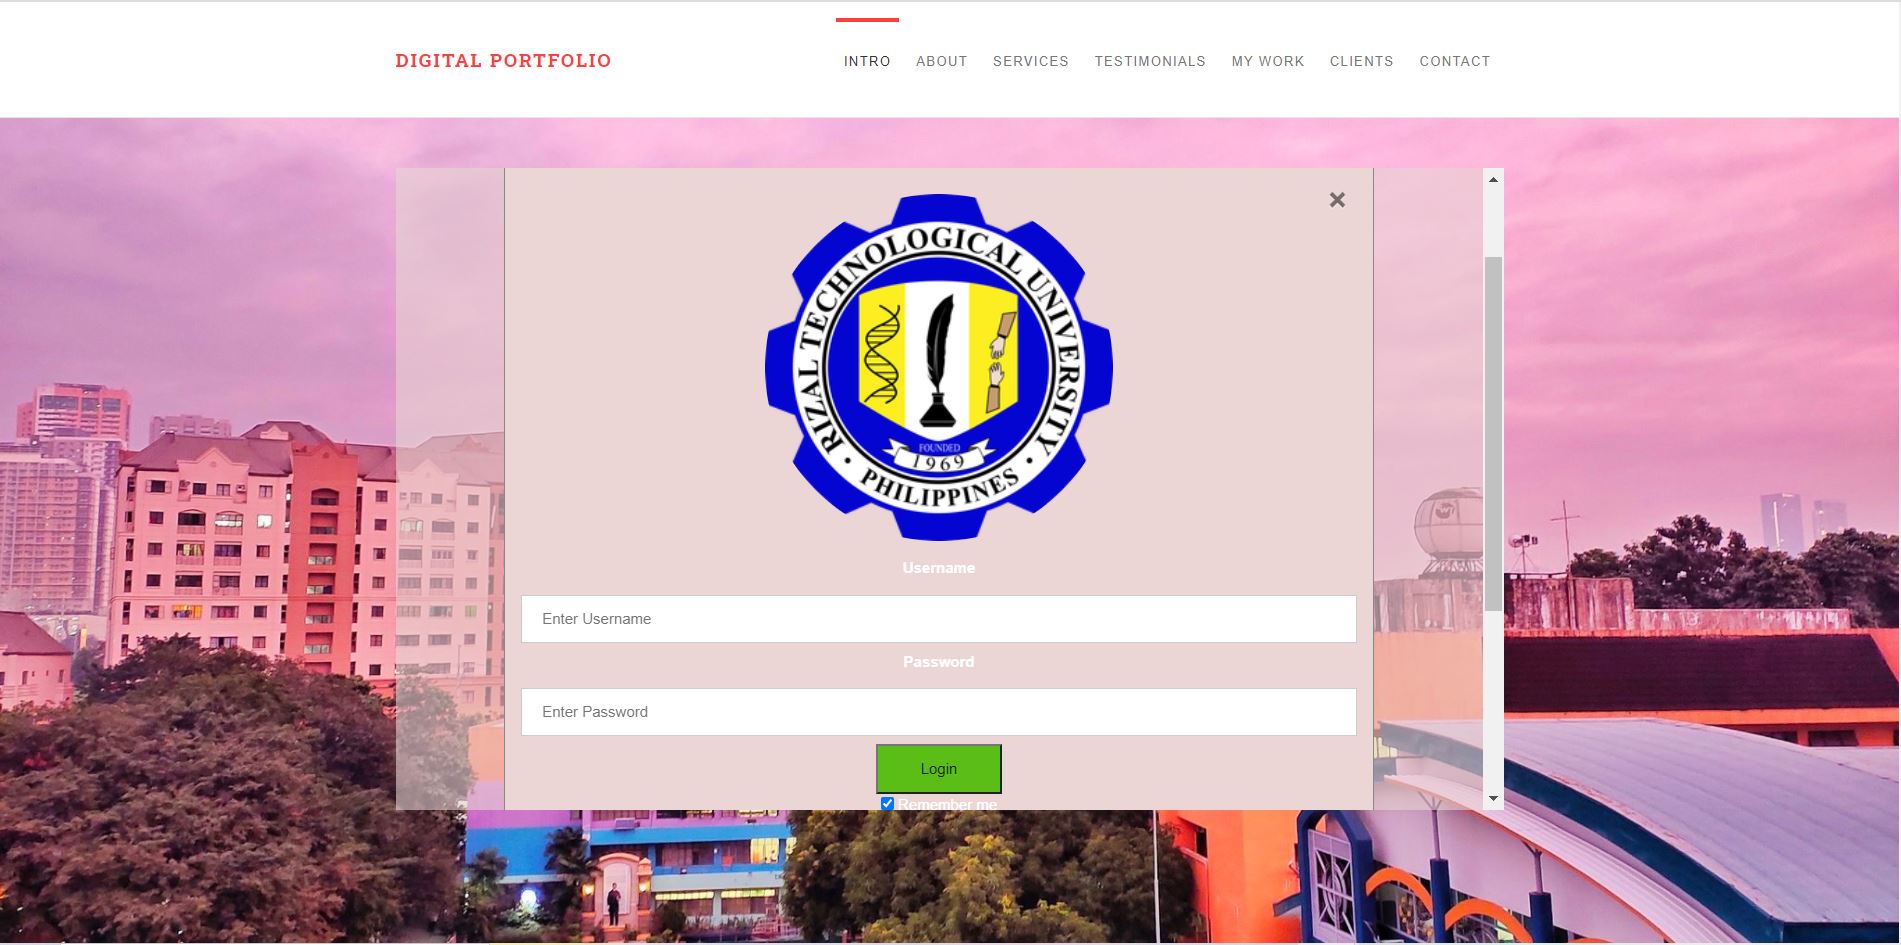 DIGITAL PORTFOLIO
INTRO ABOUT SERVICES TESTIMONIALS MY WORK CLIENTS CONTACT
×
RIZAL TECHNOLOGICAL UNIVERSITY
FOUNDED
1969
• PHILIPPINES •
Username
Enter Username
Password
Enter Password
Login
Remember me